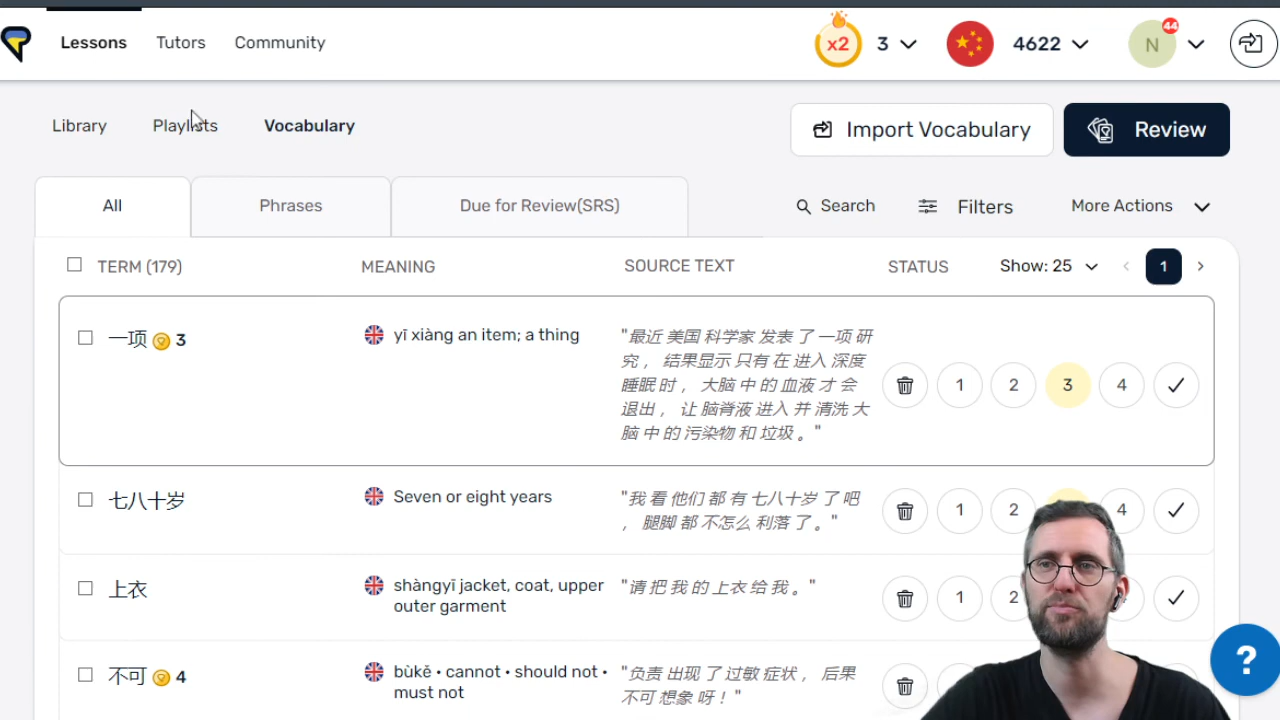 Lessons Tutors Community x2 3 4622 N 44
Library Playlists Vocabulary Import Vocabulary Review
All Phrases Due for Review(SRS) Search Filters More Actions
TERM (179) MEANING SOURCE TEXT STATUS Show: 25 1
一项 3 yī xiàng an item; a thing
"最近 美国 科学家 发表 了 一项 研
究 , 结果显示 只有 在 进入 深度
睡眠 时 , 大脑 中 的 血液 才 会
退出 , 让 脑脊液 进入 并 清洗 大
脑 中 的 污染物 和 垃圾 。"
1 2 3 4
七八十岁 Seven or eight years
"我 看 他们 都 有 七八十岁 了 吧
, 腿脚 都 不怎么 利落 了 。"
1 2 4
上衣 shàngyī jacket, coat, upper
outer garment
"请 把 我 的 上衣 给 我 。"
1 2
不可 4 bùkě • cannot • should not •
must not
"负责 出现 了 过敏 症状 , 后果
不可 想象 呀 !"
?